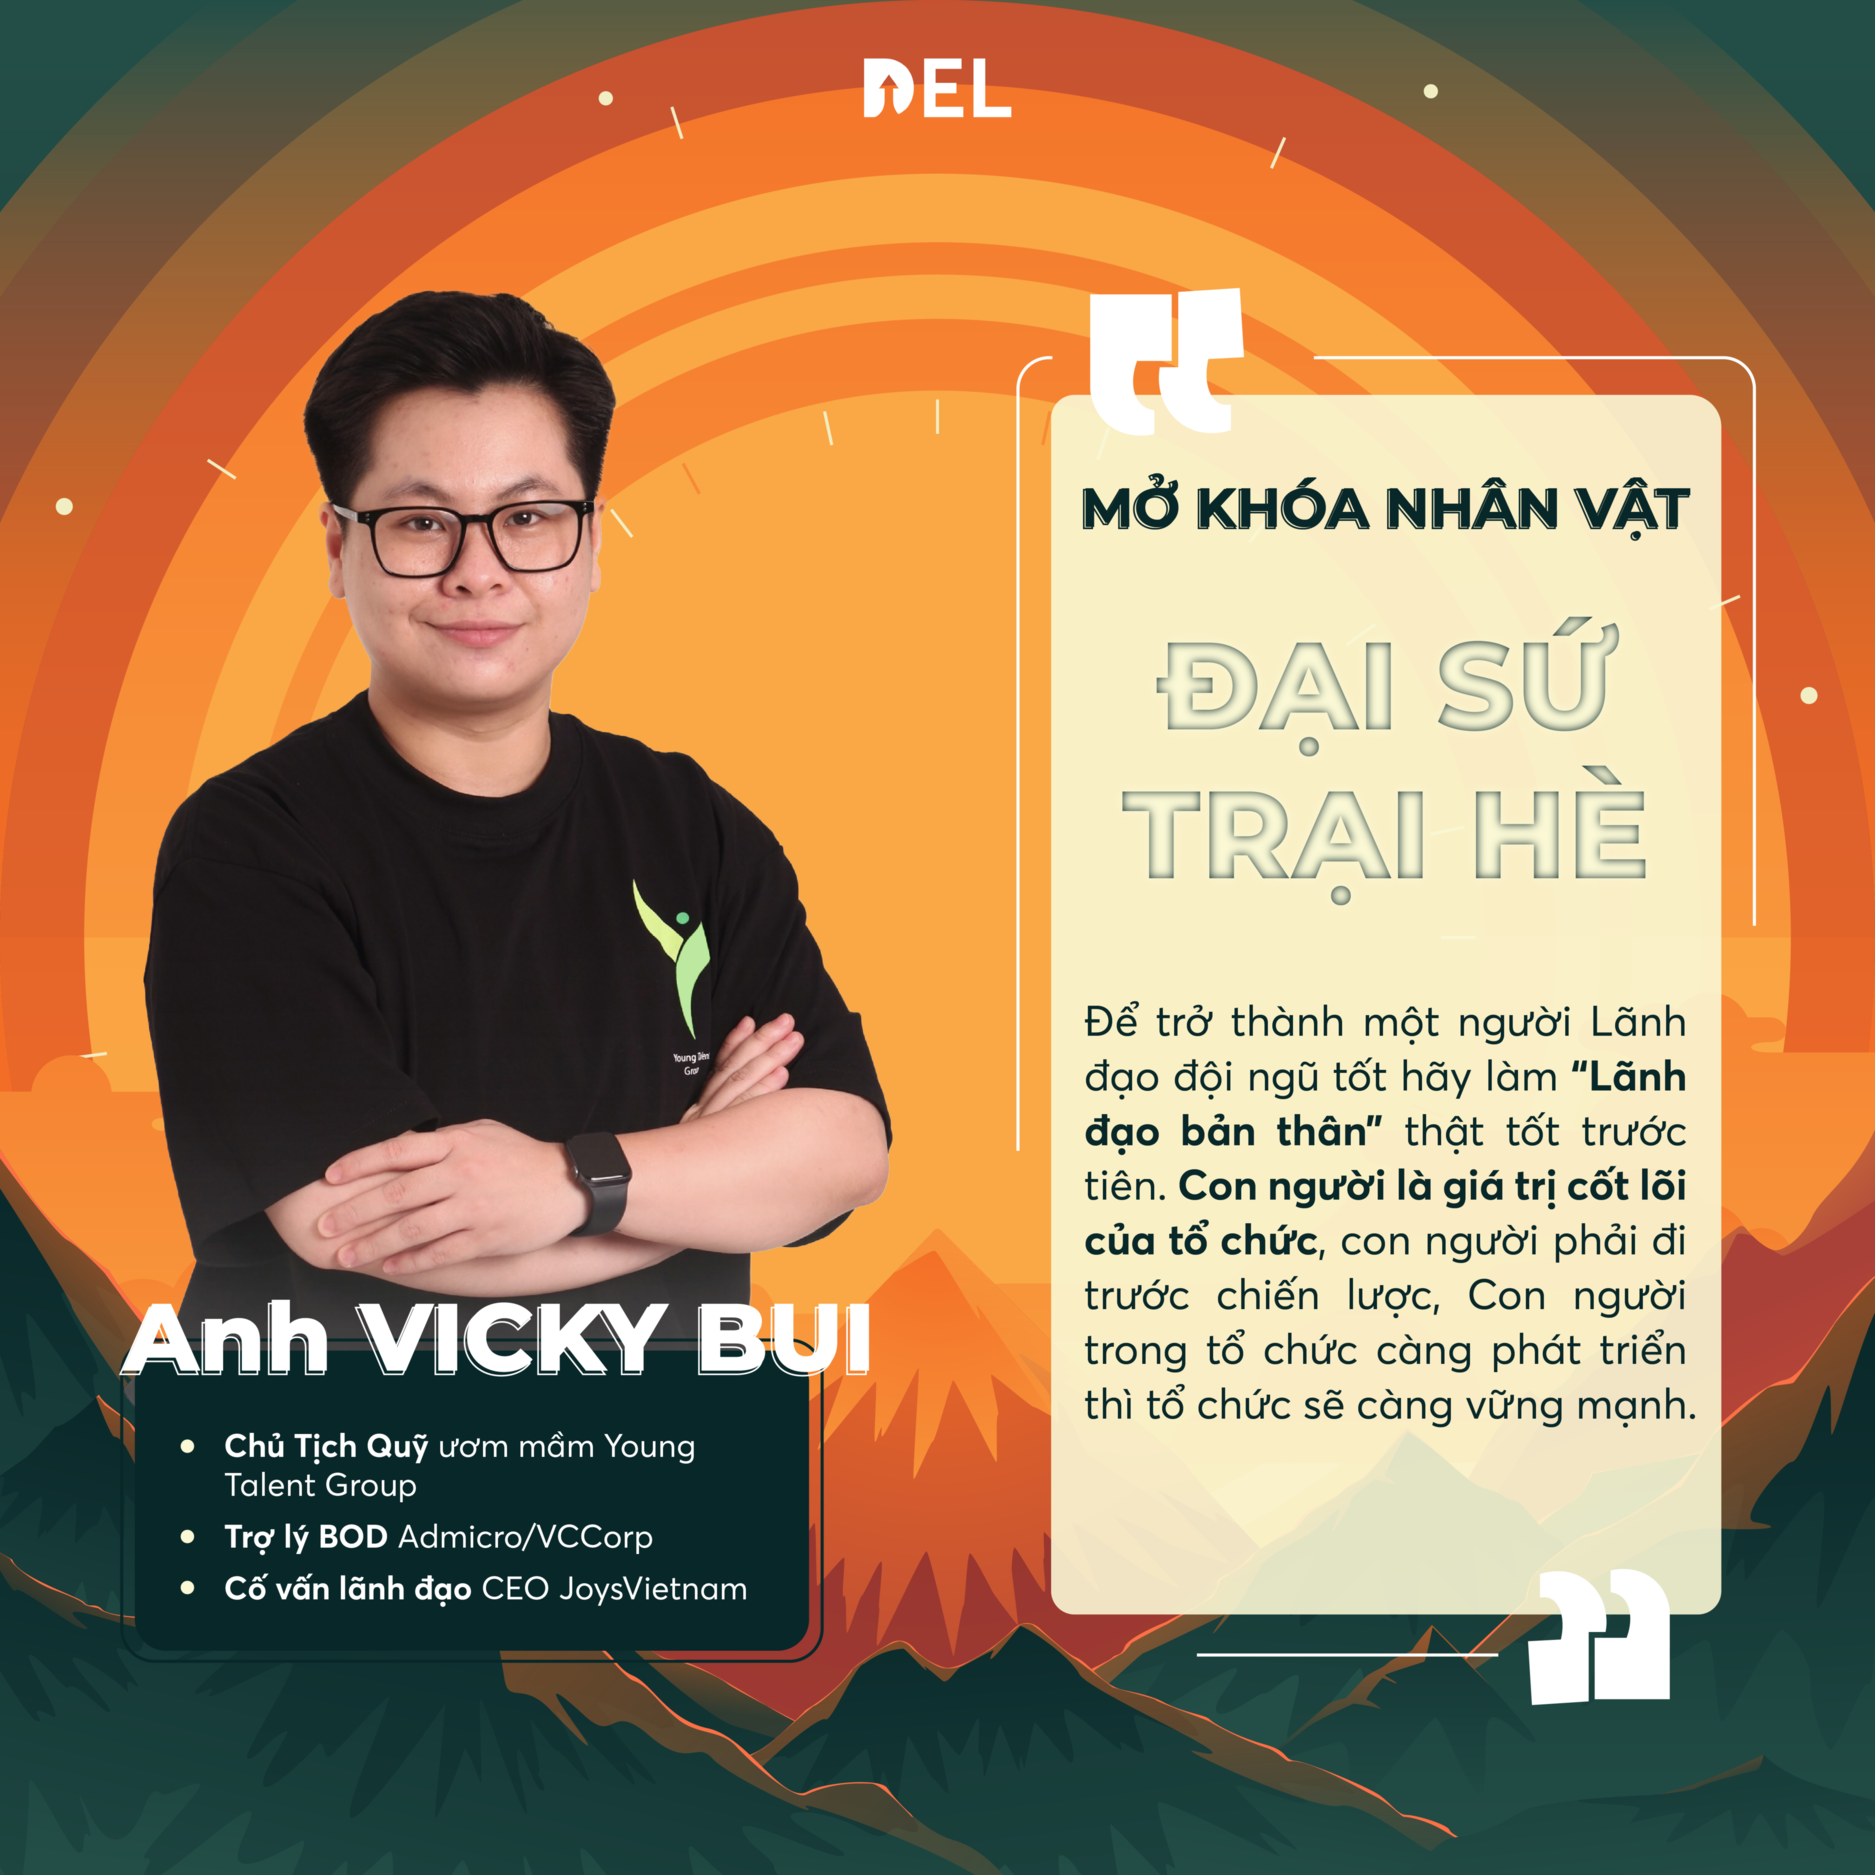 DEL
MỞ KHÓA NHÂN VẬT
ĐẠI SỨ
TRẠI HÈ
Để trở thành một người Lãnh
đạo đội ngũ tốt hãy làm “Lãnh
đạo bản thân” thật tốt trước
tiên. Con người là giá trị cốt lõi
của tổ chức, con người phải đi
trước chiến lược, Con người
trong tổ chức càng phát triển
thì tổ chức sẽ càng vững mạnh.
Young
Anh VICKY BUI
Chủ Tịch Quỹ ươm mầm Young
Talent Group
Trợ lý BOD Admicro/VCCorp
Cố vấn lãnh đạo CEO JoysVietnam